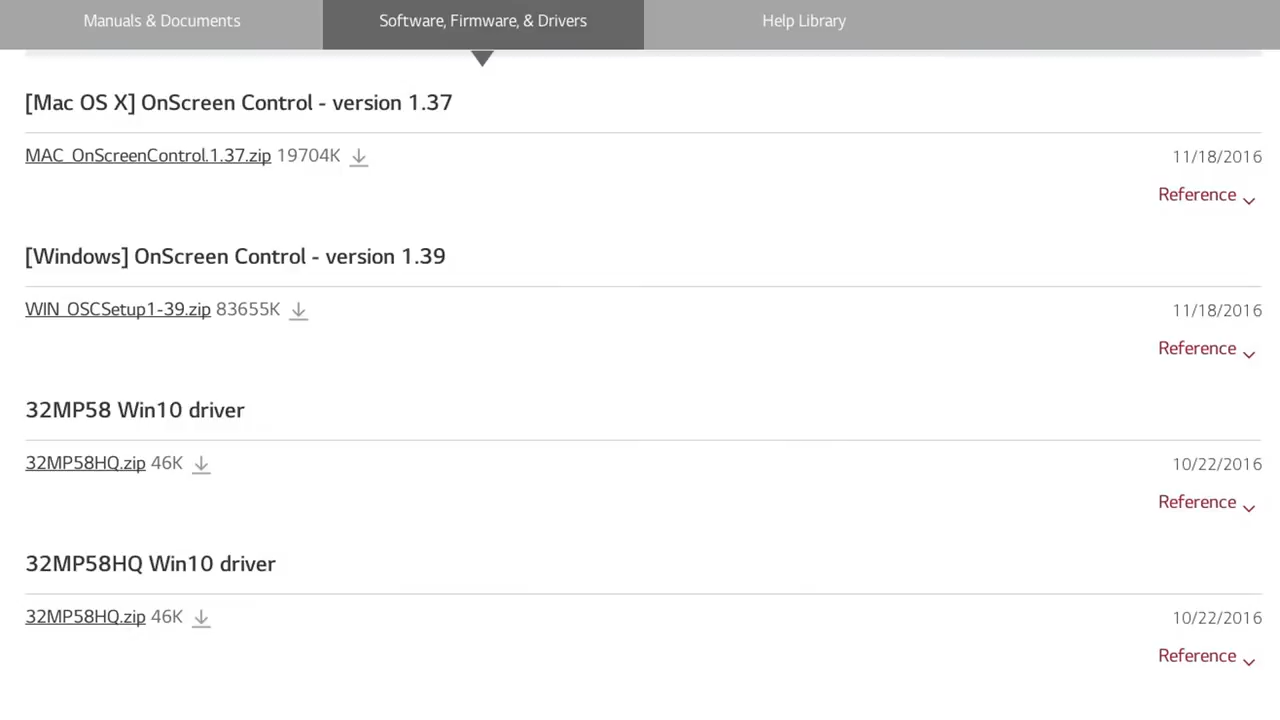 Manuals & Documents
Software, Firmware, & Drivers
Help Library
[Mac OS X] OnScreen Control - version 1.37
MAC_OnScreenControl.1.37.zip 19704K
11/18/2016
Reference
[Windows] OnScreen Control - version 1.39
WIN_OSCSetup1-39.zip 83655K
11/18/2016
Reference
32MP58 Win10 driver
32MP58HQ.zip 46K
10/22/2016
Reference
32MP58HQ Win10 driver
32MP58HQ.zip 46K
10/22/2016
Reference